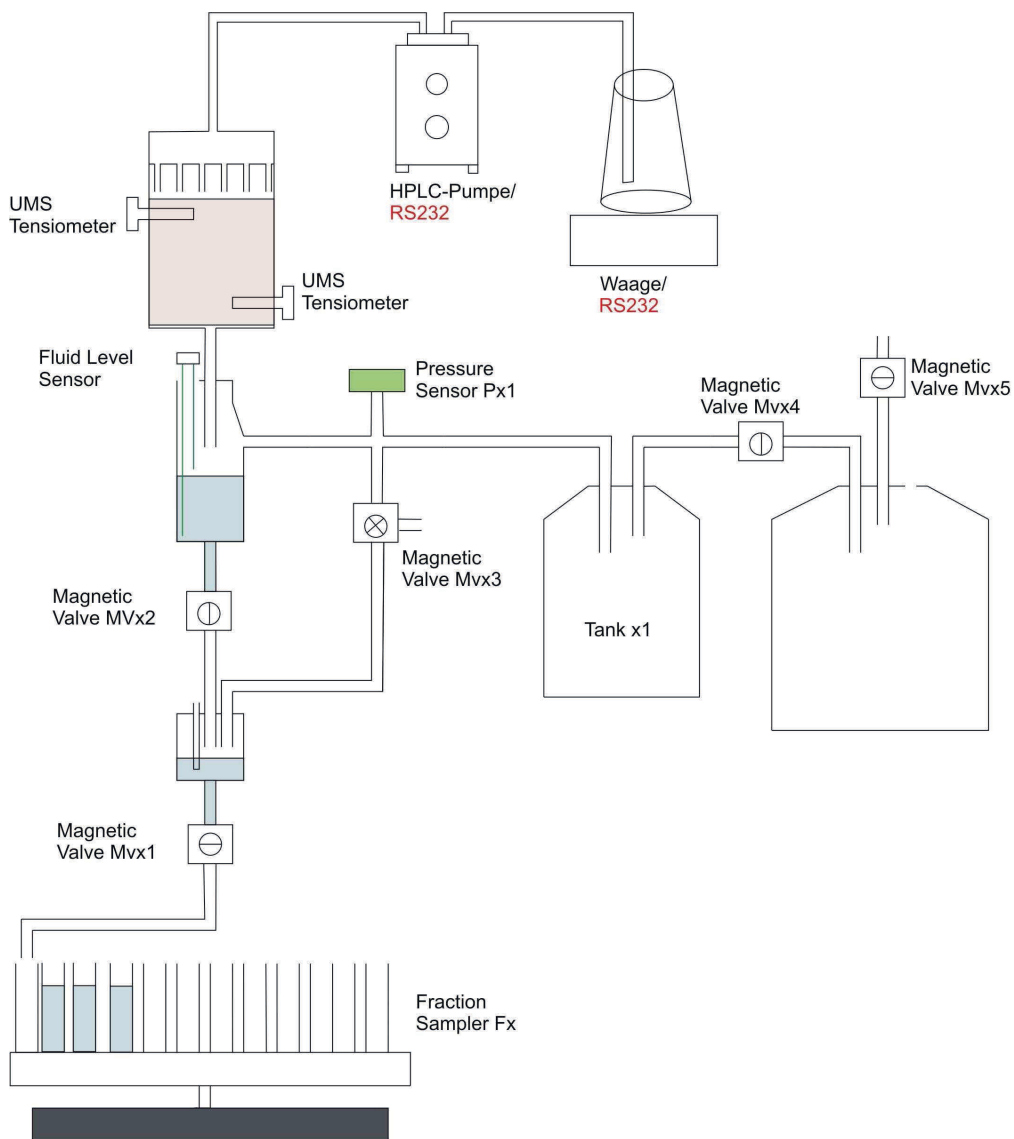 HPLC-Pumpe/
RS232
Waage/
RS232
UMS
Tensiometer
UMS
Tensiometer
Fluid Level
Sensor
Pressure
Sensor Px1
Magnetic
Valve Mvx4
Magnetic
Valve Mvx5
Magnetic
Valve Mvx3
Magnetic
Valve MVx2
Tank x1
Magnetic
Valve Mvx1
Fraction
Sampler Fx